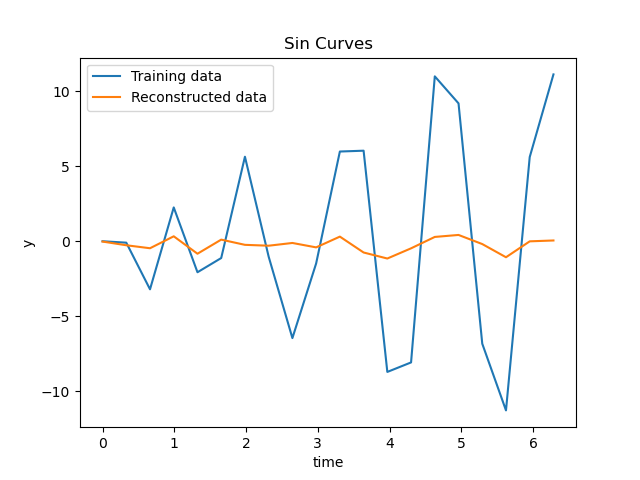 Sin Curves
Training data
Reconstructed data
10
5
0
−5
−10
y
0 1 2 3 4 5 6
time